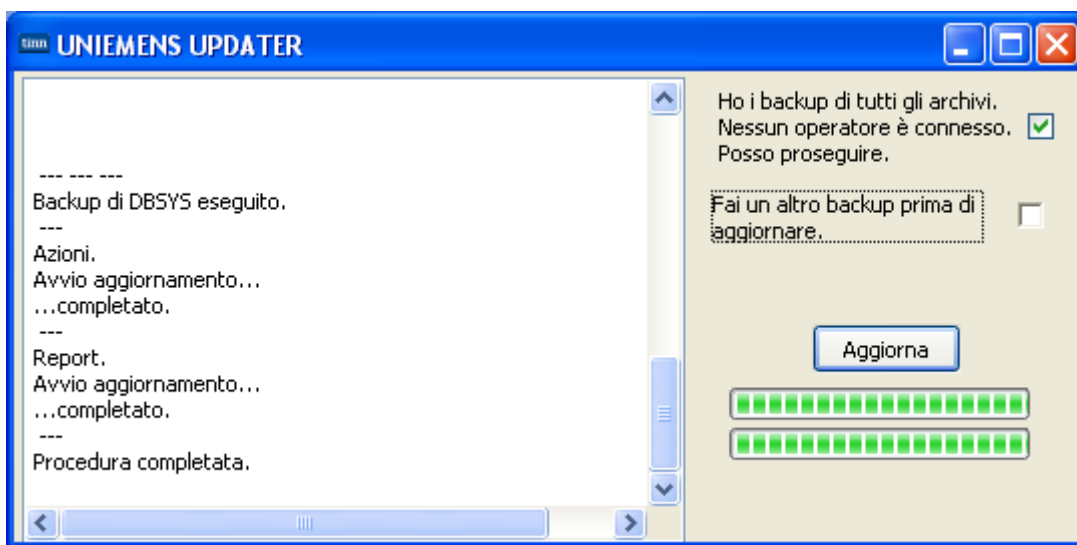 tinn UNIEMENS UPDATER
--- --- ---
Backup di DBSYS eseguito.
---
Azioni.
Avvio aggiornamento...
...completato.
---
Report.
Avvio aggiornamento...
...completato.
---
Procedura completata.
Ho i backup di tutti gli archivi.
Nessun operatore è connesso.
Posso proseguire.
Fai un altro backup prima di
aggiornare.
Aggiorna